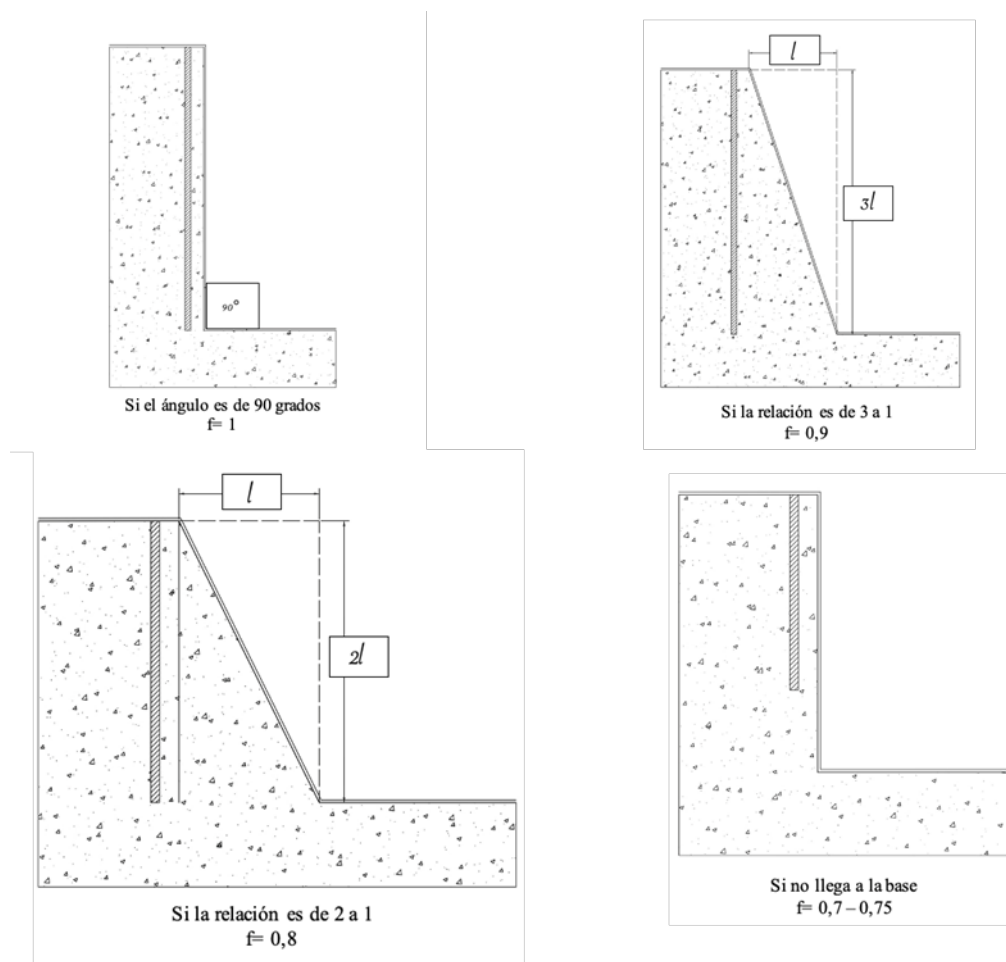 90°
Si el ángulo es de 90 grados
f= 1
l
3l
Si la relación es de 3 a 1
f= 0,9
l
2l
Si la relación es de 2 a 1
f= 0,8
Si no llega a la base
f= 0,7 – 0,75